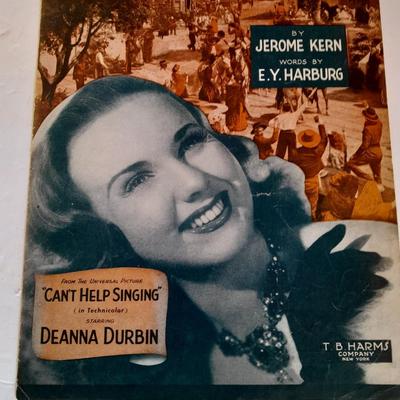 BY
JEROME KERN
WORDS BY
E.Y. HARBURG
FROM THE UNIVERSAL PICTURE
"CAN'T HELP SINGING"
(in Technicolor)
STARRING
DEANNA DURBIN
T. B. HARMS
COMPANY
NEW YORK